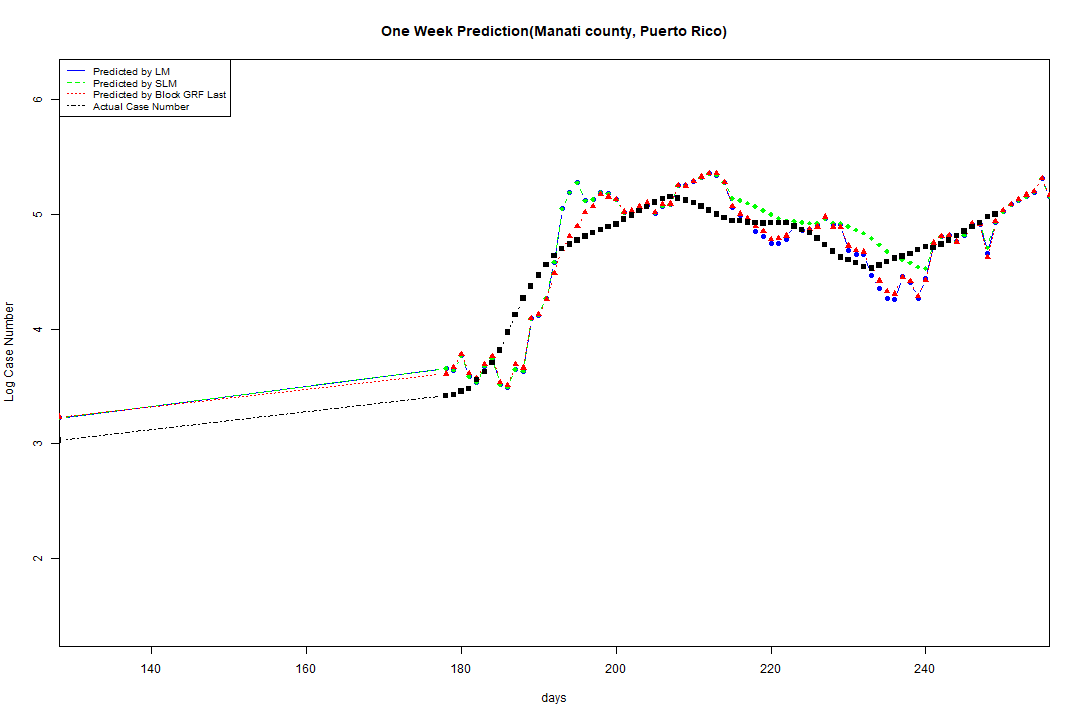 One Week Prediction(Manati county, Puerto Rico)
Predicted by LM
Predicted by SLM
Predicted by Block GRF Last
Actual Case Number
6
5
4
3
2
Log Case Number
140 160 180 200 220 240
days